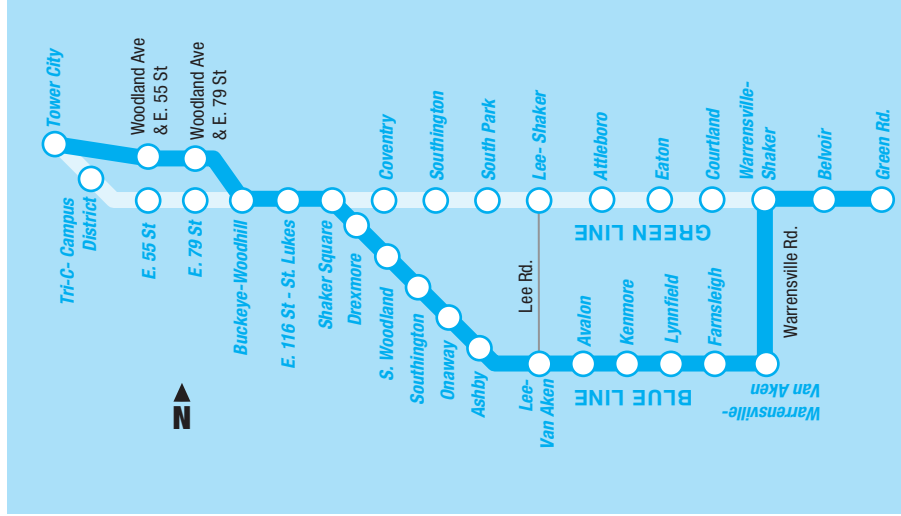 Tower City
Tri-C- Campus
District
Woodland Ave
& E. 55 St
Woodland Ave
& E. 79 St
E. 55 St
E. 79 St
Buckeye-Woodhill
E. 116 St - St. Lukes
Shaker Square
Coventry
Southington
South Park
Lee- Shaker
Attleboro
Eaton
Courtland
Warrensville-
Shaker
Belvoir
Green Rd.
GREEN LINE
Drexmore
S. Woodland
Southington
Onaway
Ashby
Lee-
Van Aken
Lee Rd.
Avalon
Kenmore
Lynnfield
Farnsleigh
Warrensville-
Van Aken
Warrensville Rd.
BLUE LINE
N